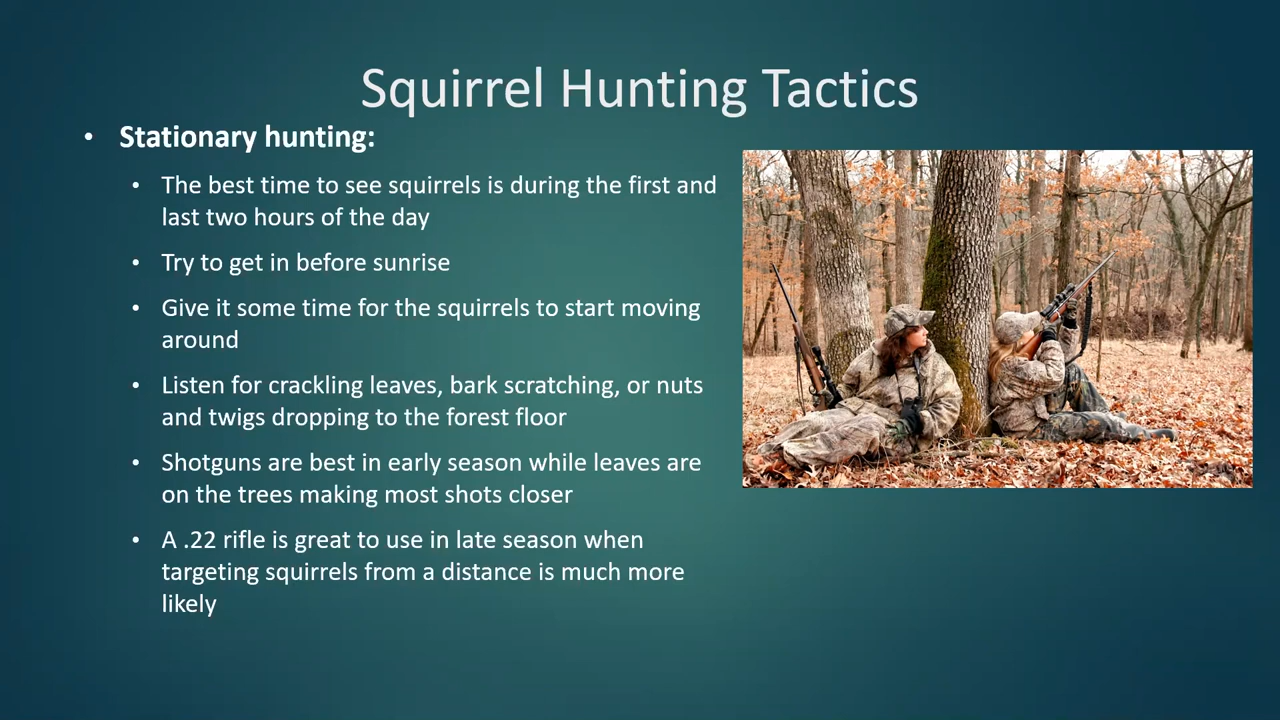 Squirrel Hunting Tactics
• Stationary hunting:
• The best time to see squirrels is during the first and
last two hours of the day
• Try to get in before sunrise
• Give it some time for the squirrels to start moving
around
• Listen for crackling leaves, bark scratching, or nuts
and twigs dropping to the forest floor
• Shotguns are best in early season while leaves are
on the trees making most shots closer
• A .22 rifle is great to use in late season when
targeting squirrels from a distance is much more
likely